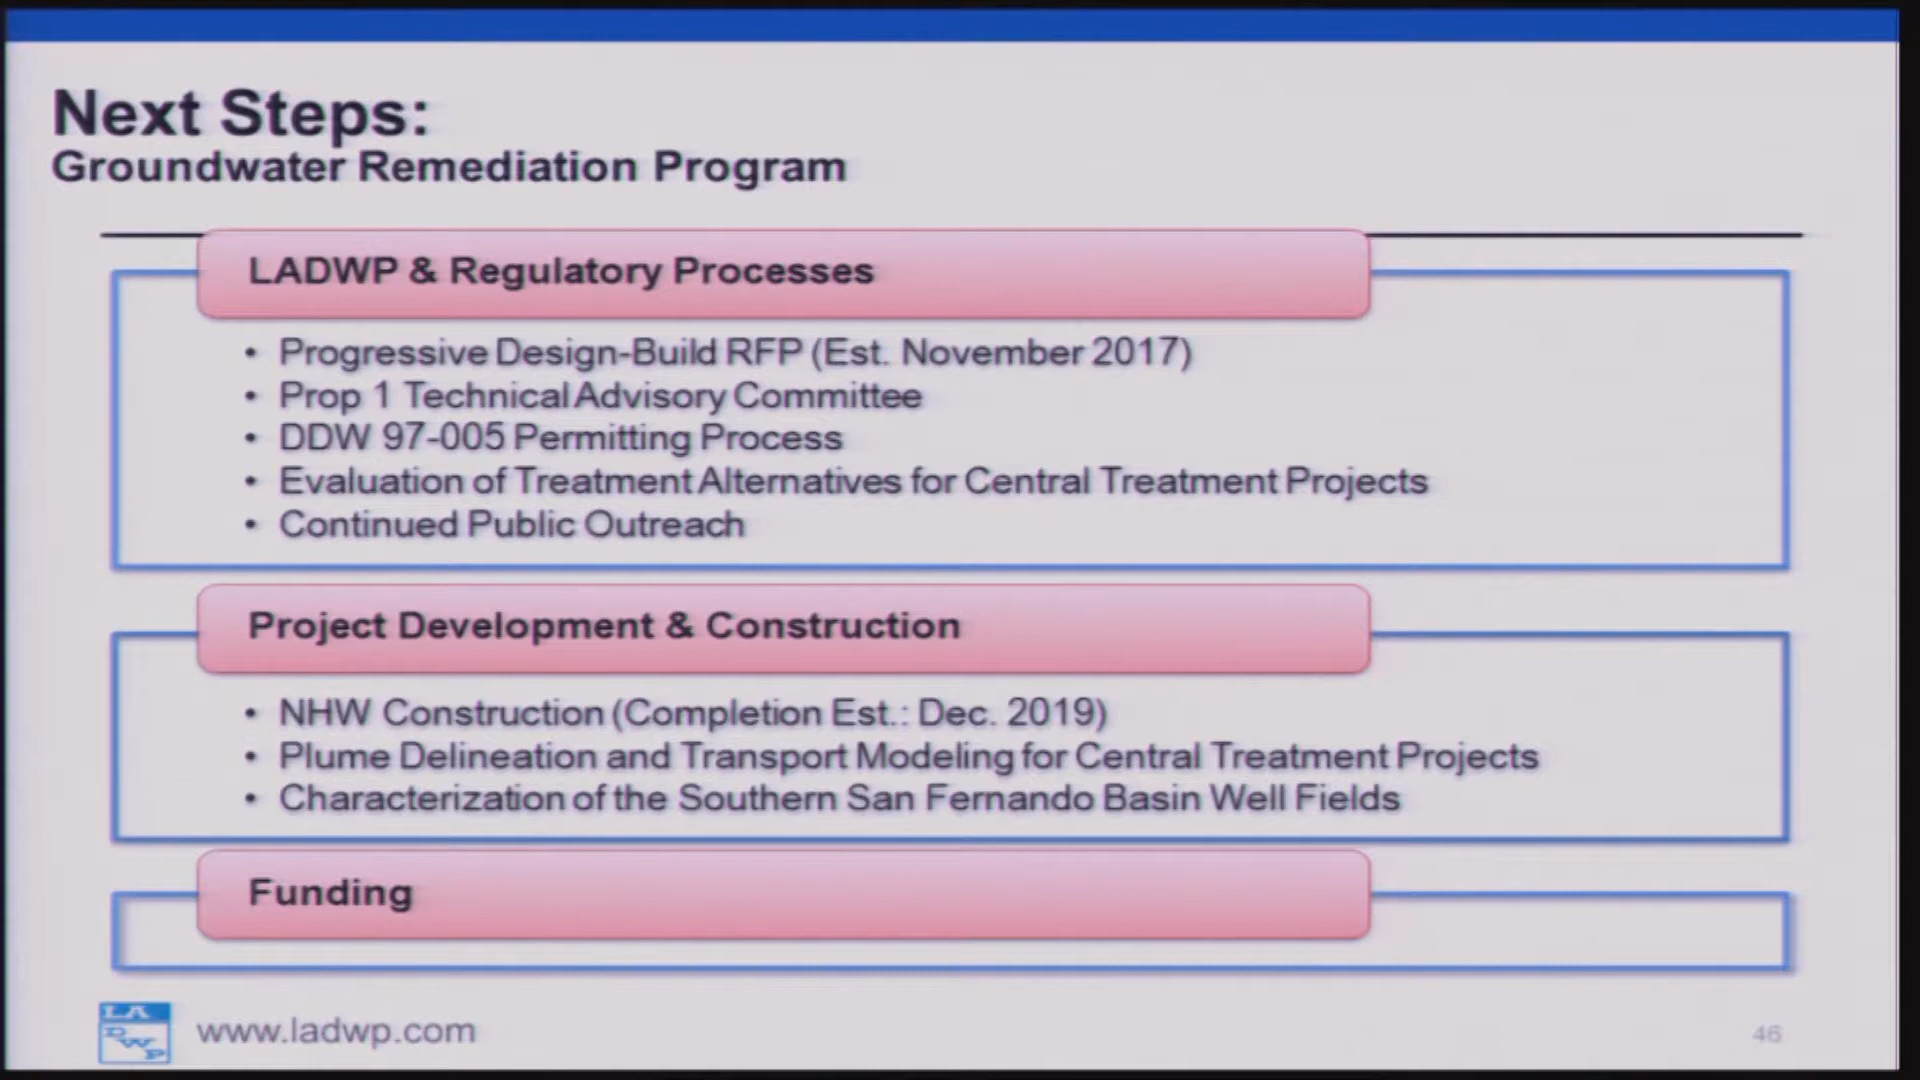 Next Steps:
Groundwater Remediation Program
LADWP & Regulatory Processes
• Progressive Design-Build RFP (Est. November 2017)
• Prop 1 Technical Advisory Committee
• DDW 97-005 Permitting Process
• Evaluation of Treatment Alternatives for Central Treatment Projects
• Continued Public Outreach
Project Development & Construction
• NHW Construction (Completion Est.: Dec. 2019)
• Plume Delineation and Transport Modeling for Central Treatment Projects
• Characterization of the Southern San Fernando Basin Well Fields
Funding
LA
DWP
www.ladwp.com
46